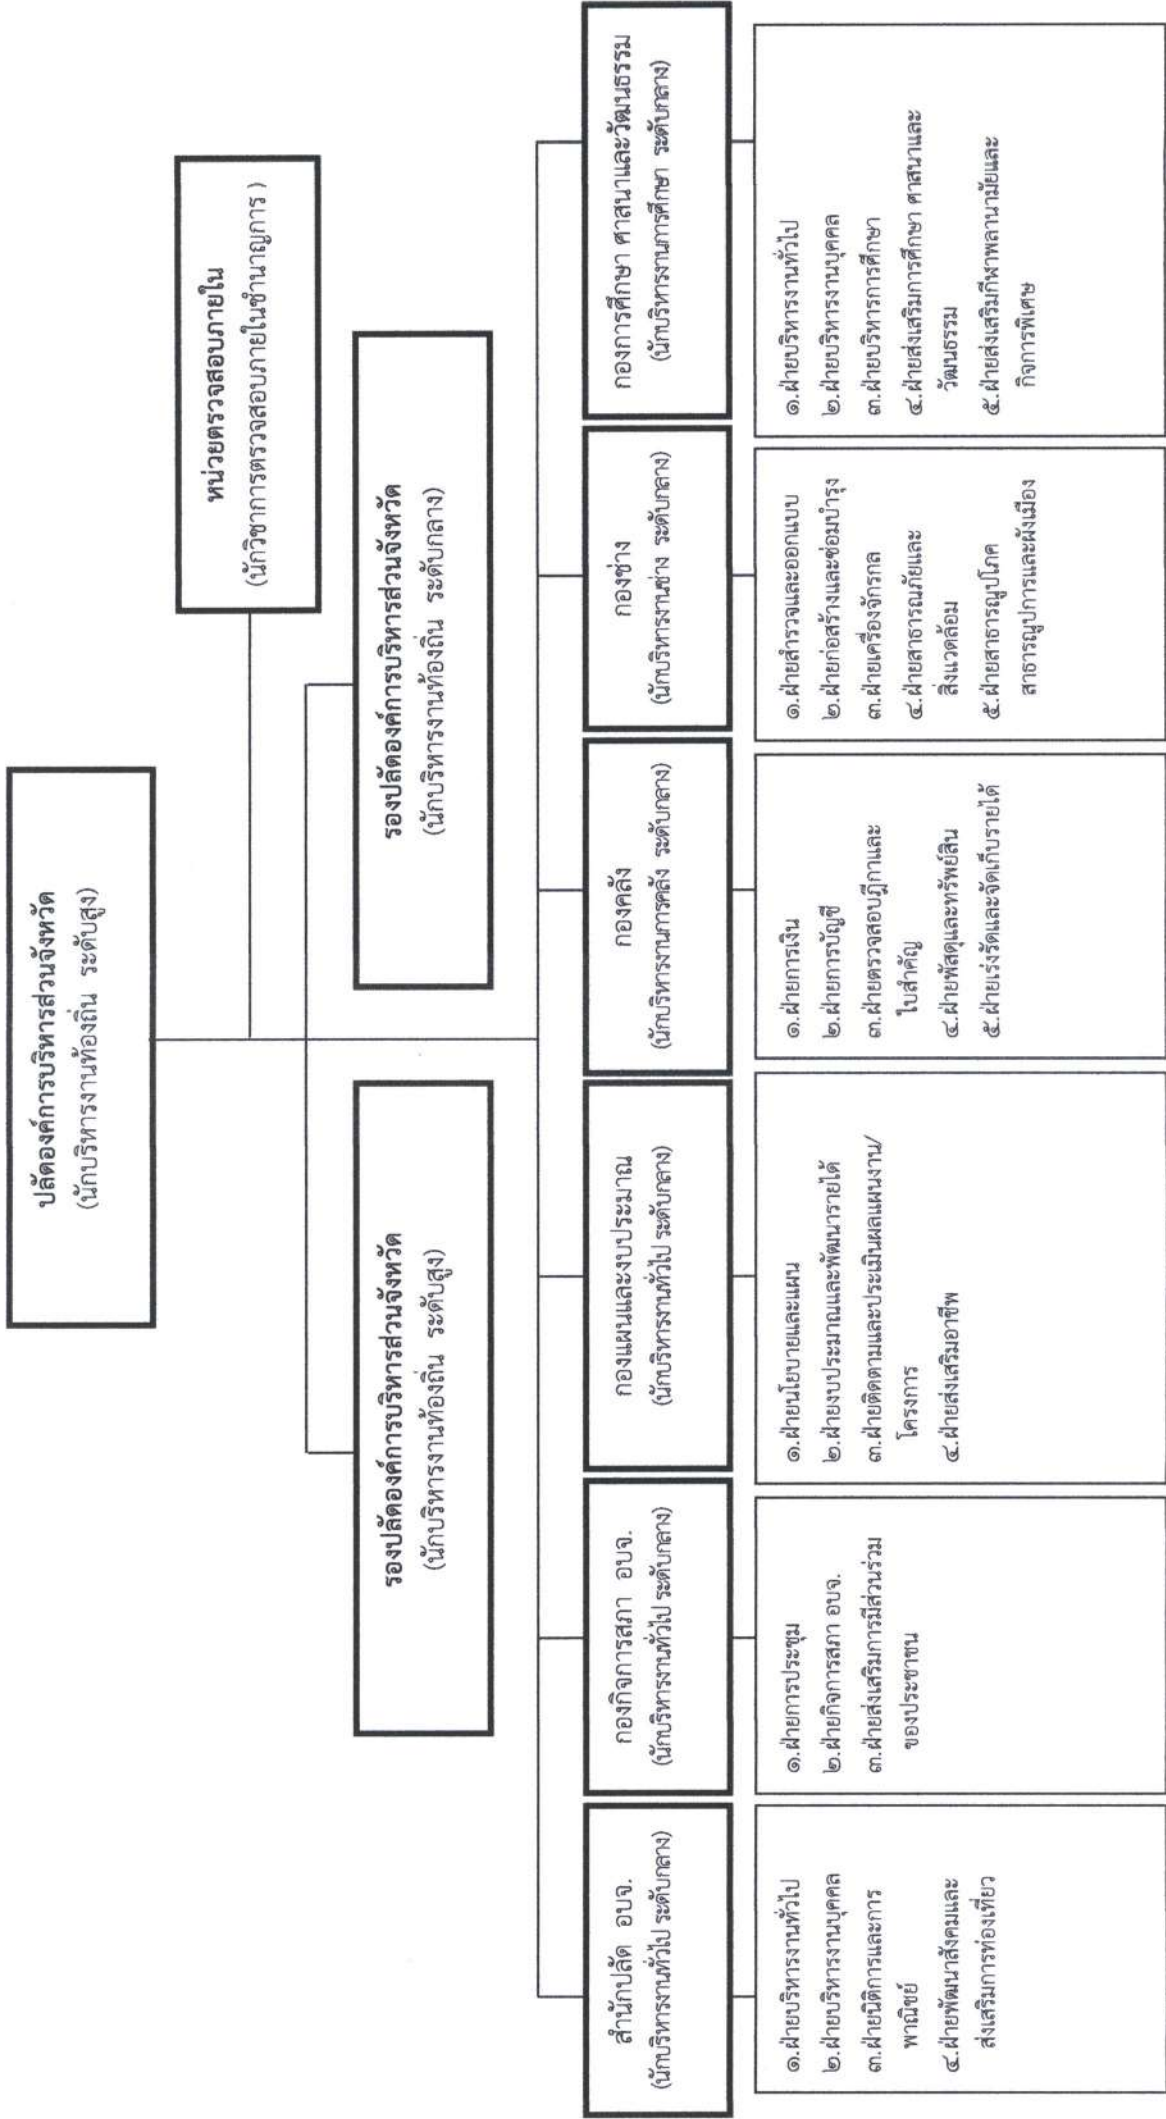 ปลัดองค์การบริหารส่วนจังหวัด
(นักบริหารงานท้องถิ่น ระดับสูง)
หน่วยตรวจสอบภายใน
(นักวิชาการตรวจสอบภายในชำนาญการ )
รองปลัดองค์การบริหารส่วนจังหวัด
(นักบริหารงานท้องถิ่น ระดับสูง)
รองปลัดองค์การบริหารส่วนจังหวัด
(นักบริหารงานท้องถิ่น ระดับกลาง)
สำนักปลัด อบจ.
(นักบริหารงานทั่วไป ระดับกลาง)
๑.ฝ่ายบริหารงานทั่วไป
๒.ฝ่ายบริหารงานบุคคล
๓.ฝ่ายนิติการและการ
พาณิชย์
๔.ฝ่ายพัฒนาสังคมและ
ส่งเสริมการท่องเที่ยว
กองกิจการสภา อบจ.
(นักบริหารงานทั่วไป ระดับกลาง)
๑.ฝ่ายการประชุม
๒.ฝ่ายกิจการสภา อบจ.
๓.ฝ่ายส่งเสริมการมีส่วนร่วม
ของประชาชน
กองแผนและงบประมาณ
(นักบริหารงานทั่วไป ระดับกลาง)
๑.ฝ่ายนโยบายและแผน
๒.ฝ่ายงบประมาณและพัฒนารายได้
๓.ฝ่ายติดตามและประเมินผลแผนงาน/
โครงการ
๔.ฝ่ายส่งเสริมอาชีพ
กองคลัง
(นักบริหารงานการคลัง ระดับกลาง)
๑.ฝ่ายการเงิน
๒.ฝ่ายการบัญชี
๓.ฝ่ายตรวจสอบฎีกาและ
ใบสำคัญ
๔.ฝ่ายพัสดุและทรัพย์สิน
๕.ฝ่ายเร่งรัดและจัดเก็บรายได้
กองช่าง
(นักบริหารงานช่าง ระดับกลาง)
๑.ฝ่ายสำรวจและออกแบบ
๒.ฝ่ายก่อสร้างและซ่อมบำรุง
๓.ฝ่ายเครื่องจักรกล
๔.ฝ่ายสาธารณภัยและ
สิ่งแวดล้อม
๕.ฝ่ายสาธารณูปโภค
สาธารณูปการและผังเมือง
กองการศึกษา ศาสนาและวัฒนธรรม
(นักบริหารงานการศึกษา ระดับกลาง)
๑.ฝ่ายบริหารงานทั่วไป
๒.ฝ่ายบริหารงานบุคคล
๓.ฝ่ายบริหารการศึกษา
๔.ฝ่ายส่งเสริมการศึกษา ศาสนาและ
วัฒนธรรม
๕.ฝ่ายส่งเสริมกีฬาพลานามัยและ
กิจการพิเศษ